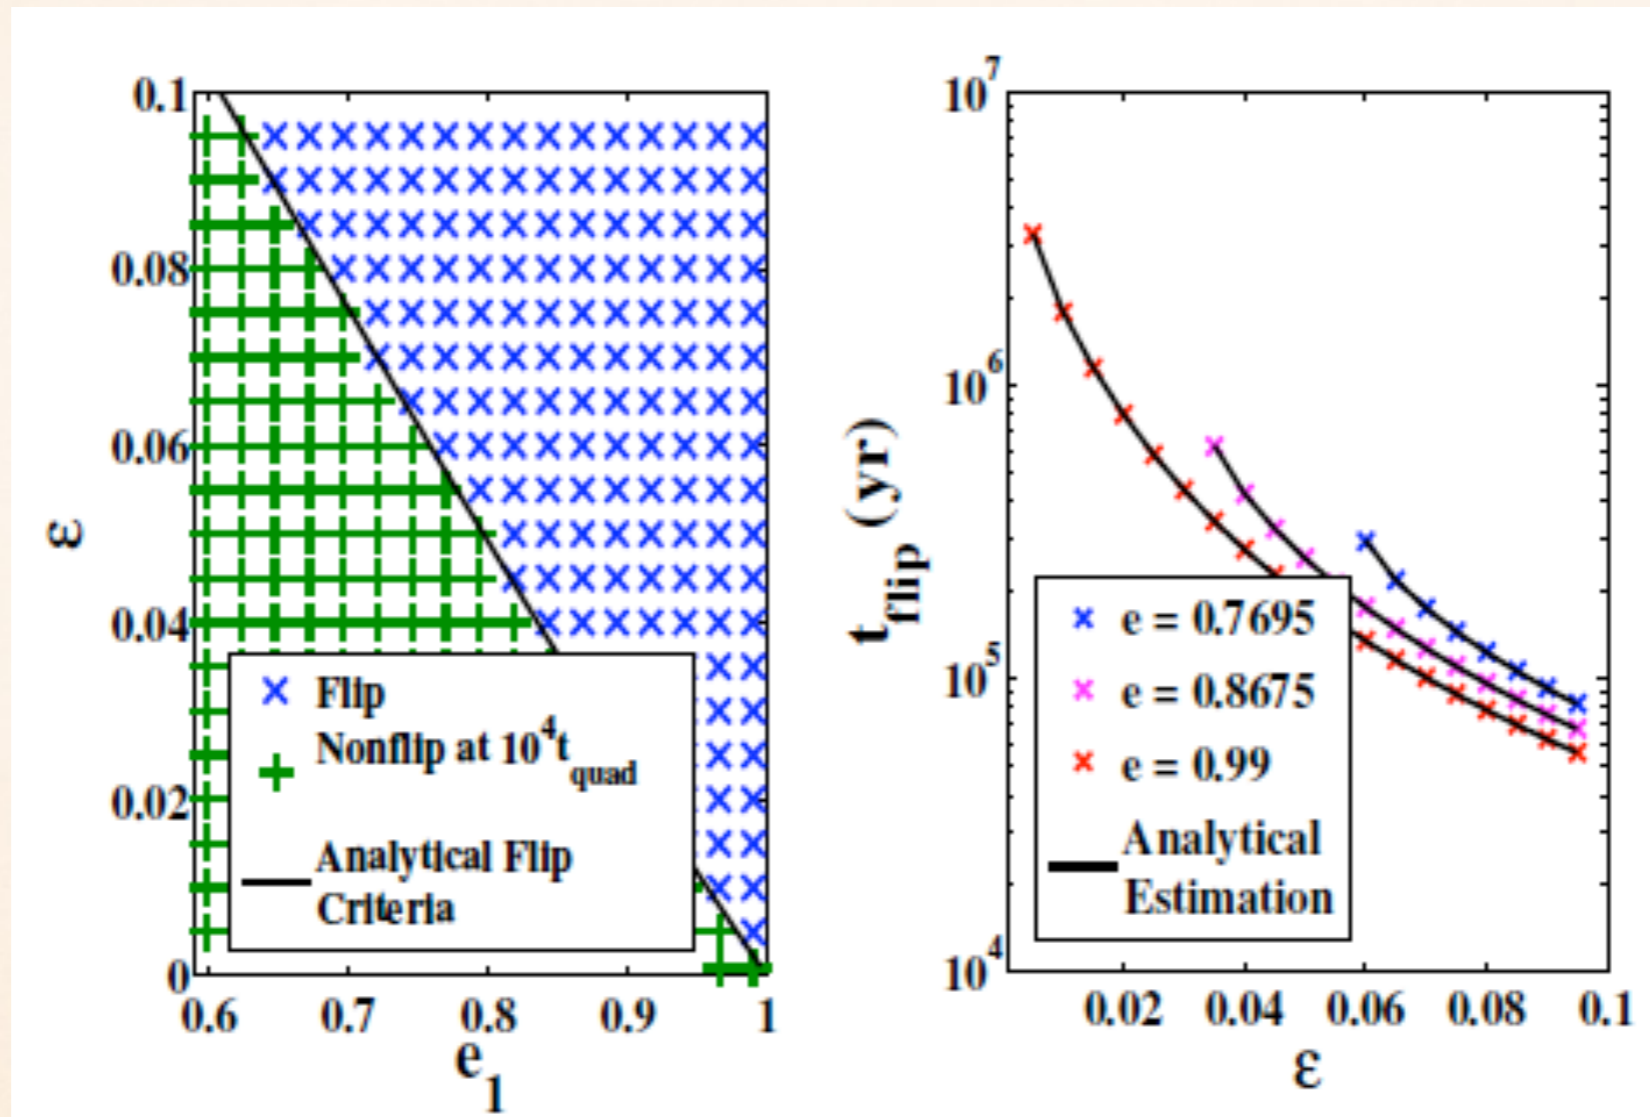 0.1
0.08
0.06
0.04
0.02
0
ε
Flip
Nonflip at 10^4 t_quad
Analytical Flip
Criteria
0.6 0.7 0.8 0.9 1
e_1
10^7
10^6
10^5
10^4
t_flip (yr)
e = 0.7695
e = 0.8675
e = 0.99
Analytical
Estimation
0.02 0.04 0.06 0.08 0.1
ε